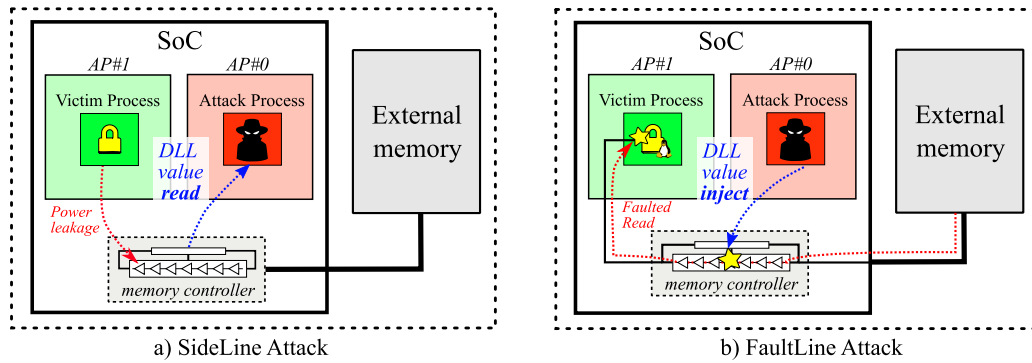 SoC
AP#1
AP#0
Victim Process
Attack Process
DLL
value
read
Power
leakage
memory controller
External
memory
a) SideLine Attack
SoC
AP#1
AP#0
Victim Process
Attack Process
DLL
value
inject
Faulted
Read
memory controller
External
memory
b) FaultLine Attack